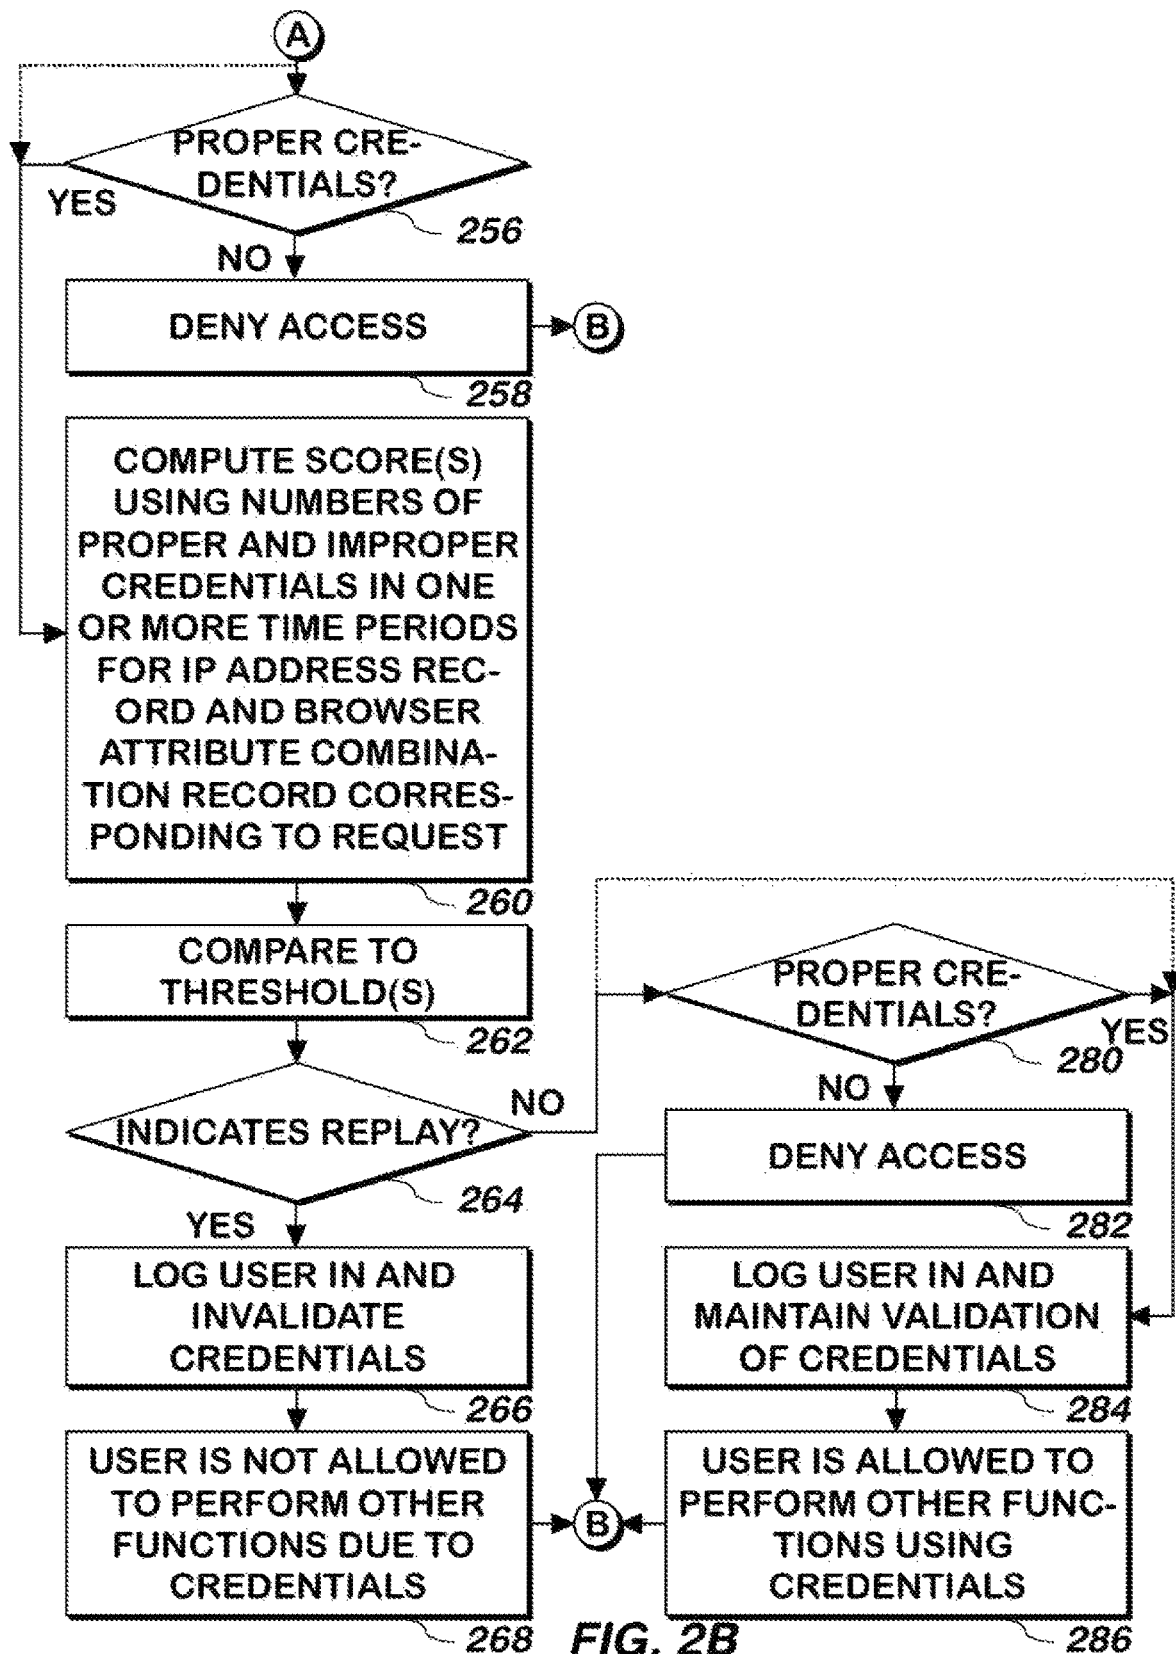 A
PROPER CRE-
DENTIALS?
YES
256
NO
DENY ACCESS
B
258
COMPUTE SCORE(S)
USING NUMBERS OF
PROPER AND IMPROPER
CREDENTIALS IN ONE
OR MORE TIME PERIODS
FOR IP ADDRESS REC-
ORD AND BROWSER
ATTRIBUTE COMBINA-
TION RECORD CORRES-
PONDING TO REQUEST
260
COMPARE TO
THRESHOLD(S)
262
INDICATES REPLAY?
NO
264
YES
LOG USER IN AND
INVALIDATE
CREDENTIALS
266
USER IS NOT ALLOWED
TO PERFORM OTHER
FUNCTIONS DUE TO
CREDENTIALS
268
PROPER CRE-
DENTIALS?
YES
280
NO
DENY ACCESS
282
LOG USER IN AND
MAINTAIN VALIDATION
OF CREDENTIALS
284
USER IS ALLOWED TO
PERFORM OTHER FUNC-
TIONS USING
CREDENTIALS
286
B
FIG. 2B